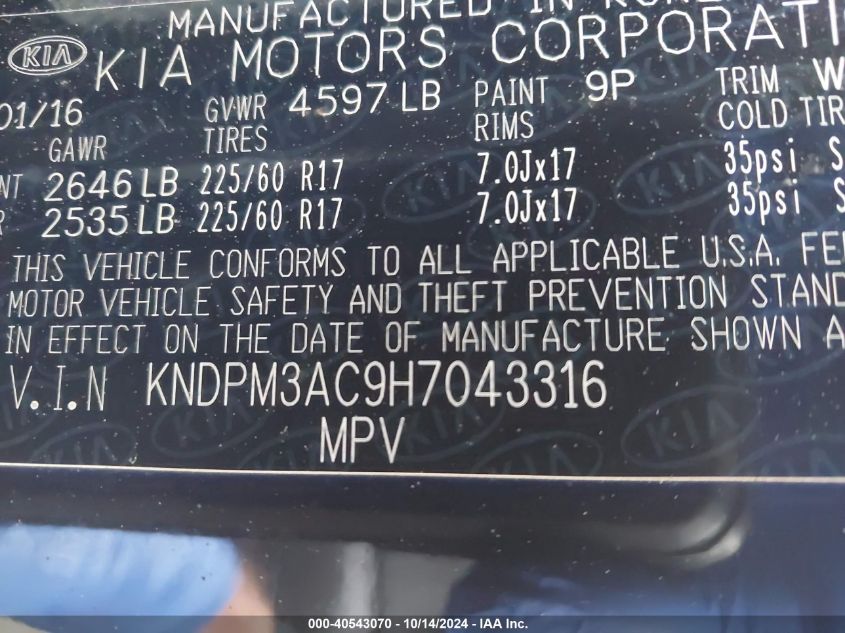 MANUFACTURED IN KORE
KIA KIA MOTORS CORPORATI
01/16 GVWR 4597 LB PAINT 9P TRIM W
GAWR TIRES RIMS COLD TIR
NT 2646 LB 225/60 R17 7.0Jx17 35psi S
R 2535 LB 225/60 R17 7.0Jx17 35psi S
THIS VEHICLE CONFORMS TO ALL APPLICABLE U.S.A. FE
MOTOR VEHICLE SAFETY AND THEFT PREVENTION STAND
IN EFFECT ON THE DATE OF MANUFACTURE SHOWN A
V.I.N KNDPM3AC9H7043316
MPV
000-40543070 - 10/14/2024 - IAA Inc.